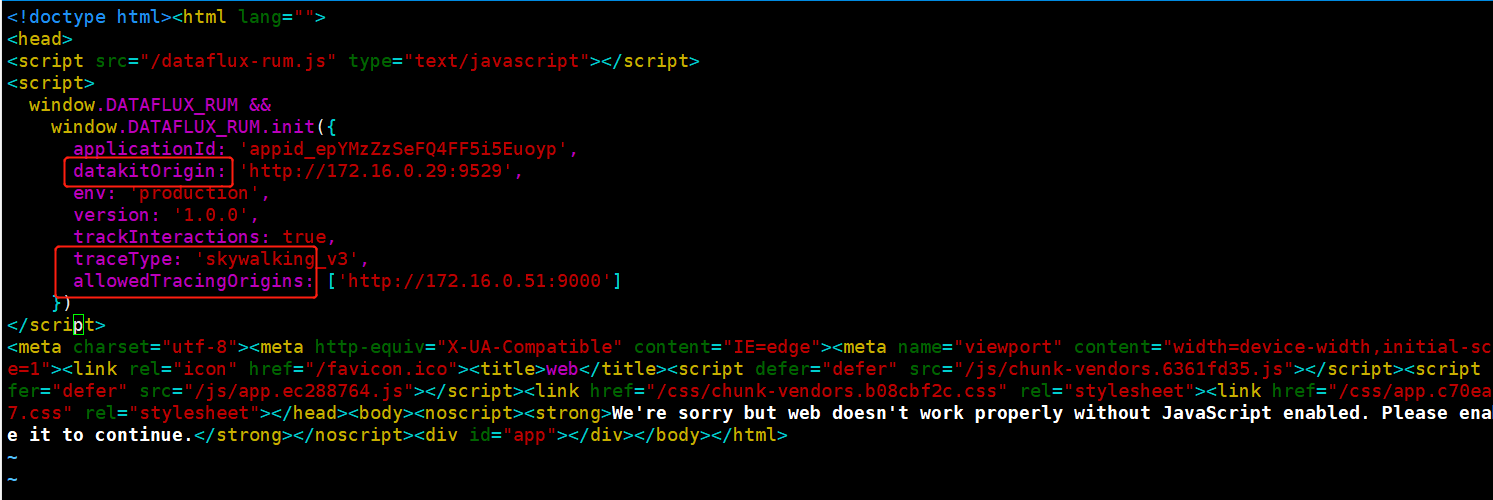 <!doctype html><html lang="">
<head>
<script src="/dataflux-rum.js" type="text/javascript"></script>
<script>
window.DATAFLUX_RUM &&
window.DATAFLUX_RUM.init({
applicationId: 'appid_epYMzZzSeFQ4FF5i5Euoyp',
datakitOrigin: 'http://172.16.0.29:9529',
env: 'production',
version: '1.0.0',
trackInteractions: true,
traceType: 'skywalking_v3',
allowedTracingOrigins: ['http://172.16.0.51:9000']
})
</script>
<meta charset="utf-8"><meta http-equiv="X-UA-Compatible" content="IE=edge"><meta name="viewport" content="width=device-width,initial-sc
e=1"><link rel="icon" href="/favicon.ico"><title>web</title><script defer="defer" src="/js/chunk-vendors.6361fd35.js"></script><script
fer="defer" src="/js/app.ec288764.js"></script><link href="/css/chunk-vendors.b08cbf2c.css" rel="stylesheet"><link href="/css/app.c70ea
7.css" rel="stylesheet"></head><body><noscript><strong>We're sorry but web doesn't work properly without JavaScript enabled. Please ena
e it to continue.</strong></noscript><div id="app"></div></body></html>
~
~